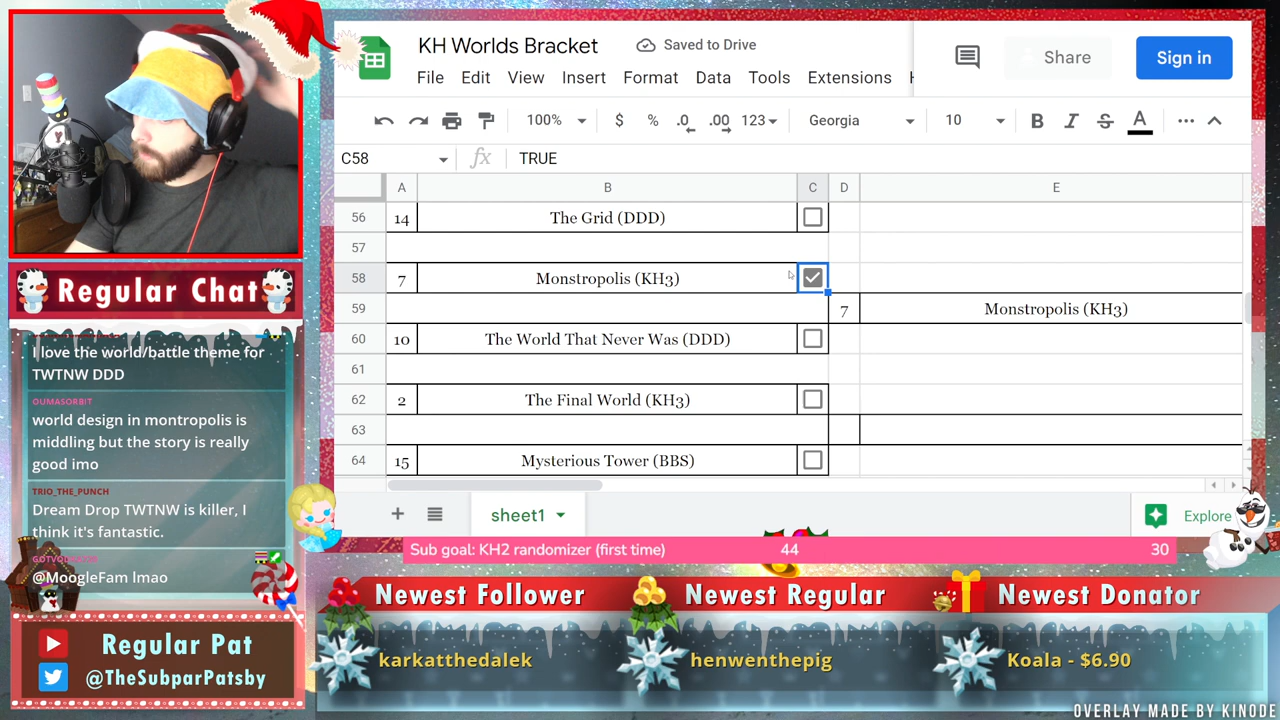 KH Worlds Bracket
Saved to Drive
Share
Sign in
File Edit View Insert Format Data Tools Extensions
100% $ % .0 .00 123 Georgia 10 B I S A
C58 fx TRUE
A B C D E
56 14 The Grid (DDD)
57
58 7 Monstropolis (KH3)
59 7 Monstropolis (KH3)
60 10 The World That Never Was (DDD)
61
62 2 The Final World (KH3)
63
64 15 Mysterious Tower (BBS)
sheet1
Explore
Regular Chat
I love the world/battle theme for
TWTNW DDD
OUMASORBIT
world design in montropolis is
middling but the story is really
good imo
TRIO_THE_PUNCH
Dream Drop TWTNW is killer, I
think it's fantastic.
@MoogleFam lmao
Regular Pat
@TheSubparPatsby
Sub goal: KH2 randomizer (first time) 44 30
Newest Follower Newest Regular Newest Donator
karkatthedalek henwenthepig Koala - $6.90
OVERLAY MADE BY KINODE